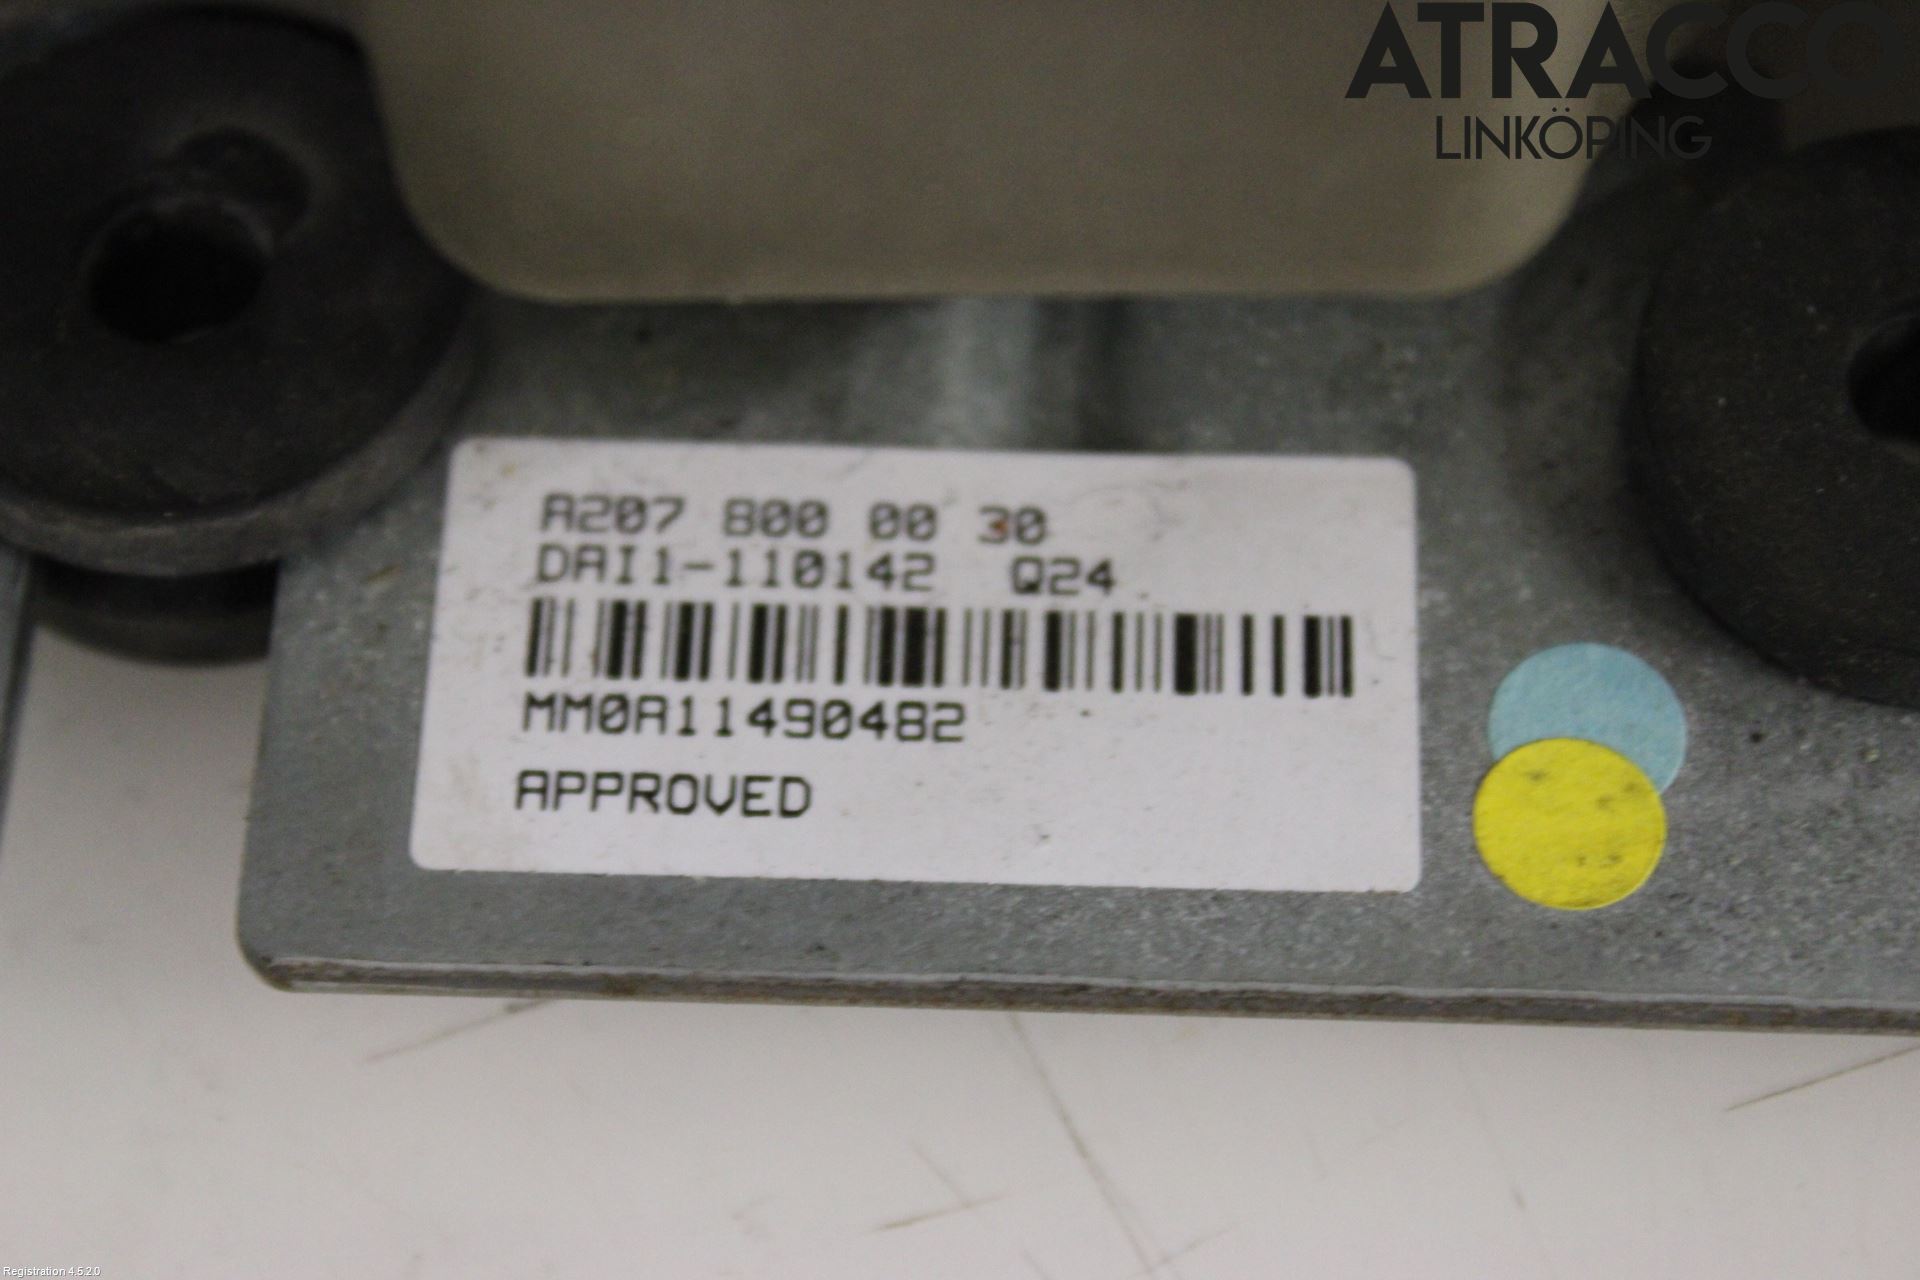 ATRACCO
LINKÖPING
A207 800 00 30
DAI1-110142 Q24
MM0A11490482
APPROVED
Registration 4.5.2.0